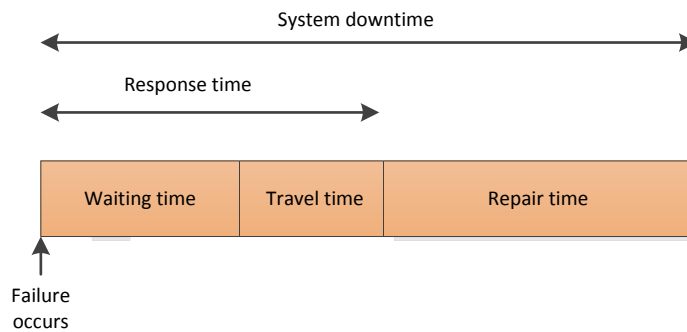 System downtime
Response time
Waiting time
Travel time
Repair time
Failure
occurs